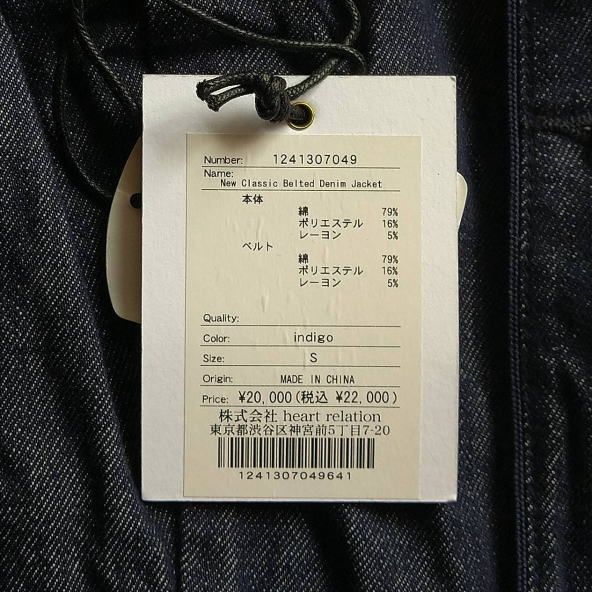 Number: 1241307049
Name:
New Classic Belted Denim Jacket
本体
綿 79%
ポリエステル 16%
レーヨン 5%
ベルト
綿 79%
ポリエステル 16%
レーヨン 5%
Quality:
Color: indigo
Size: S
Origin: MADE IN CHINA
Price: ¥20,000(税込 ¥22,000)
株式会社 heart relation
東京都渋谷区神宮前5丁目7-20
1241307049641